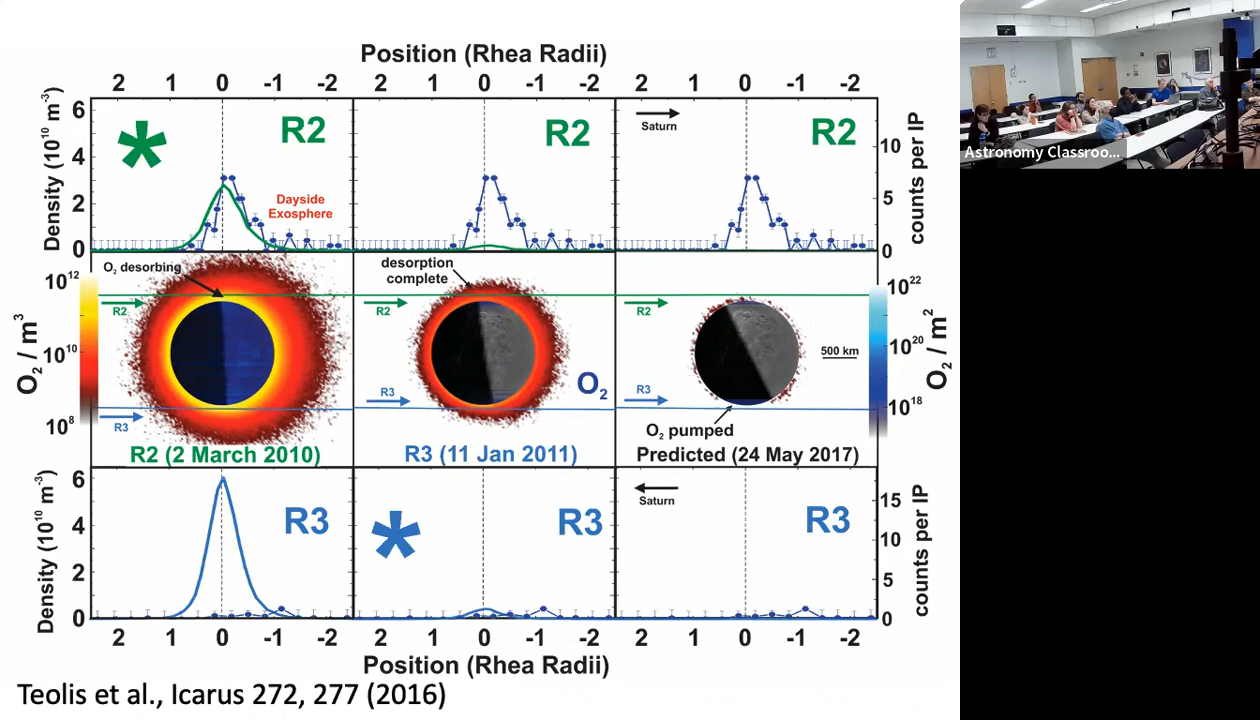 Position (Rhea Radii)
2 1 0 -1 -2 2 1 0 -1 -2 2 1 0 -1 -2
Density (10¹⁰ m⁻³)
6
4
2
0
*
R2
Dayside
Exosphere
R2
Saturn
R2
10
5
0
counts per IP
O₂ / m³
10¹²
10¹⁰
10⁸
O₂ desorbing
R2
R3
R2 (2 March 2010)
desorption
complete
R2
R3
O₂
R3 (11 Jan 2011)
R2
500 km
R3
O₂ pumped
Predicted (24 May 2017)
10²²
10²⁰
10¹⁸
O₂ / m²
Density (10¹⁰ m⁻³)
6
4
2
0
R3
*
R3
Saturn
R3
15
10
5
0
counts per IP
2 1 0 -1 -2 2 1 0 -1 -2 2 1 0 -1 -2
Position (Rhea Radii)
Teolis et al., Icarus 272, 277 (2016)
Astronomy Classroo...